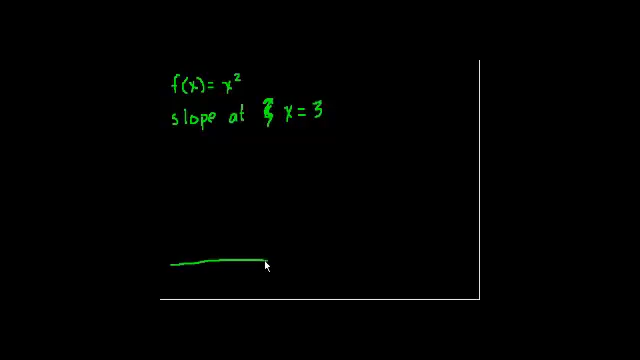 f(x) = x²
slope at x = 3